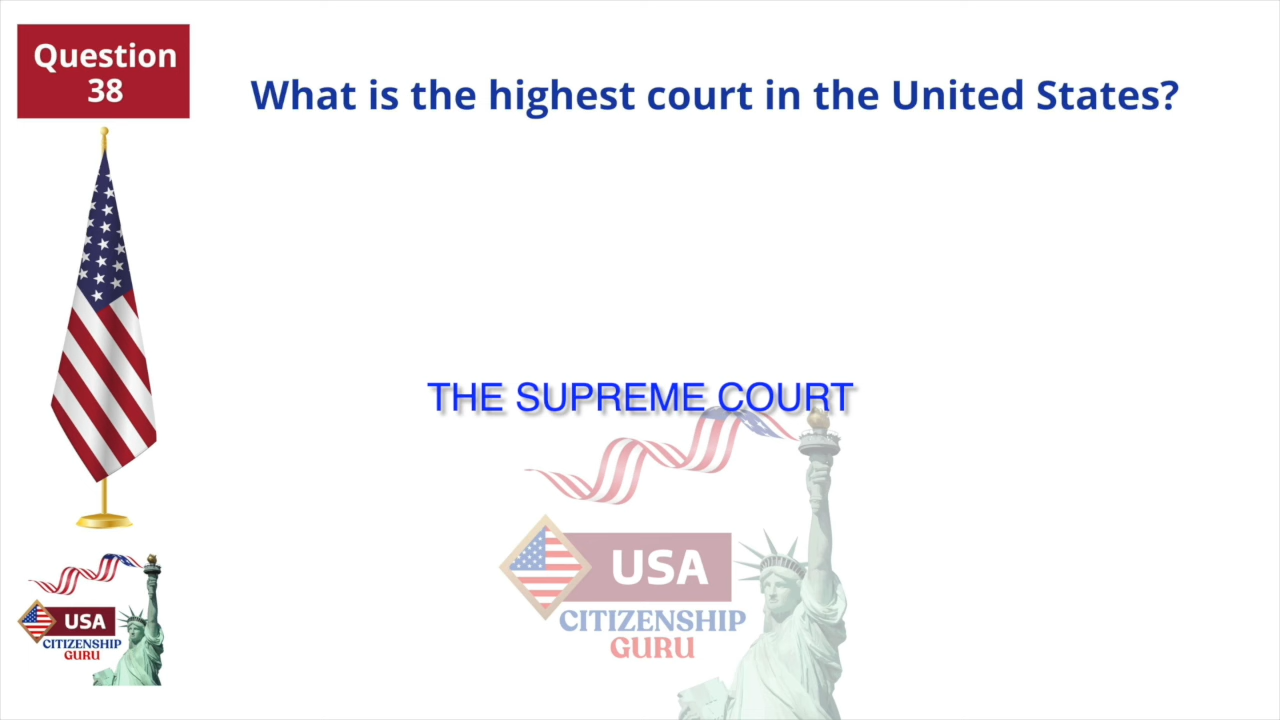 Question
38
What is the highest court in the United States?
THE SUPREME COURT
USA
CITIZENSHIP
GURU
USA
CITIZENSHIP
GURU